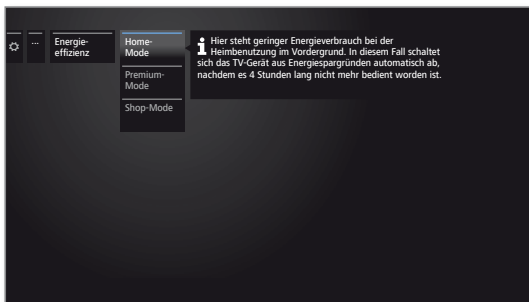 ...
Energie-
effizienz
Home-
Mode
Premium-
Mode
Shop-Mode
Hier steht geringer Energieverbrauch bei der
Heimbenutzung im Vordergrund. In diesem Fall schaltet
sich das TV-Gerät aus Energiespargründen automatisch ab,
nachdem es 4 Stunden lang nicht mehr bedient worden ist.